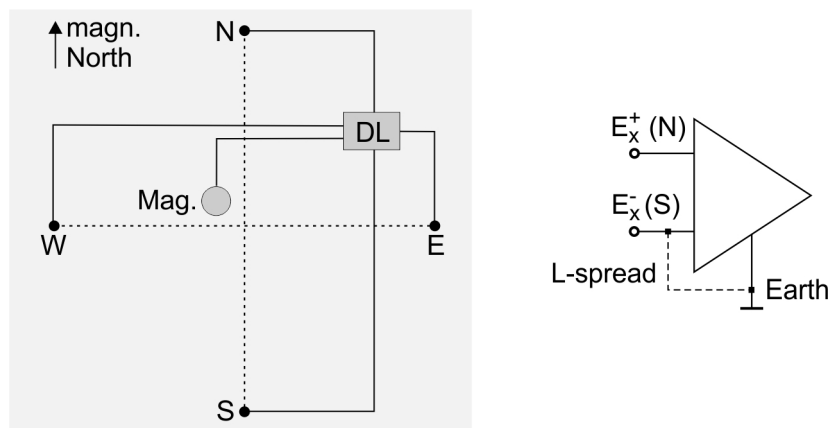 magn.
North
N
DL
Mag.
W
E
S
E⁺ₓ (N)
E⁻ₓ (S)
L-spread
Earth